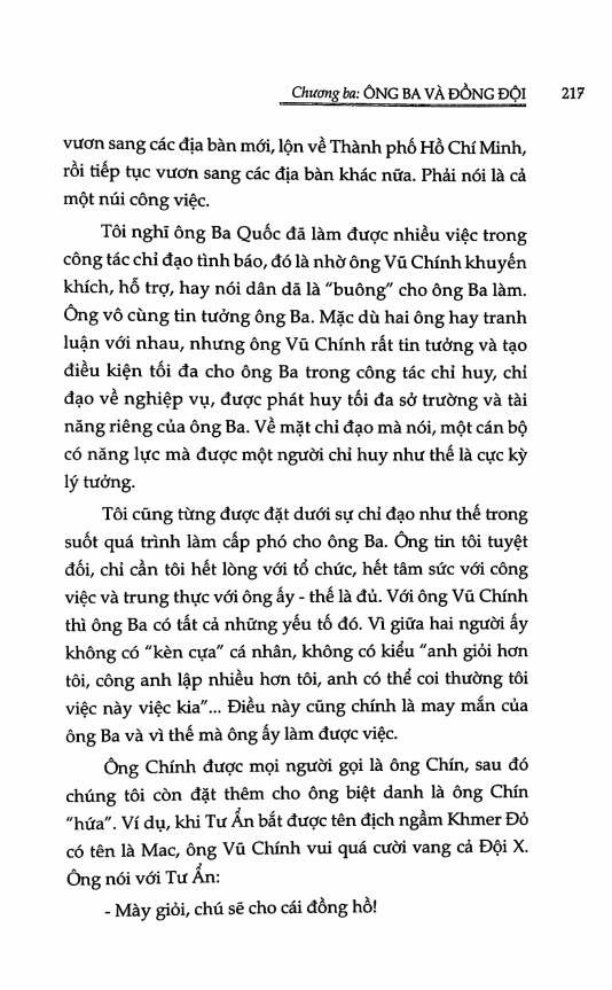 Chương ba: ÔNG BA VÀ ĐỒNG ĐỘI 217
vươn sang các địa bàn mới, lộn về Thành phố Hồ Chí Minh,
rồi tiếp tục vươn sang các địa bàn khác nữa. Phải nói là cả
một núi công việc.
Tôi nghĩ ông Ba Quốc đã làm được nhiều việc trong
công tác chỉ đạo tình báo, đó là nhờ ông Vũ Chính khuyến
khích, hỗ trợ, hay nói dân dã là "buông" cho ông Ba làm.
Ông vô cùng tin tưởng ông Ba. Mặc dù hai ông hay tranh
luận với nhau, nhưng ông Vũ Chính rất tin tưởng và tạo
điều kiện tối đa cho ông Ba trong công tác chỉ huy, chỉ
đạo về nghiệp vụ, được phát huy tối đa sở trường và tài
năng riêng của ông Ba. Về mặt chỉ đạo mà nói, một cán bộ
có năng lực mà được một người chỉ huy như thế là cực kỳ
lý tưởng.
Tôi cũng từng được đặt dưới sự chỉ đạo như thế trong
suốt quá trình làm cấp phó cho ông Ba. Ông tin tôi tuyệt
đối, chỉ cần tôi hết lòng với tổ chức, hết tâm sức với công
việc và trung thực với ông ấy - thế là đủ. Với ông Vũ Chính
thì ông Ba có tất cả những yếu tố đó. Vì giữa hai người ấy
không có "kèn cựa" cá nhân, không có kiểu "anh giỏi hơn
tôi, công anh lập nhiều hơn tôi, anh có thể coi thường tôi
việc này việc kia"... Điều này cũng chính là may mắn của
ông Ba và vì thế mà ông ấy làm được việc.
Ông Chính được mọi người gọi là ông Chín, sau đó
chúng tôi còn đặt thêm cho ông biệt danh là ông Chín
"hứa". Ví dụ, khi Tư Ẩn bắt được tên địch ngầm Khmer Đỏ
có tên là Mac, ông Vũ Chính vui quá cười vang cả Đội X.
Ông nói với Tư Ẩn:
- Mày giỏi, chú sẽ cho cái đồng hồ!